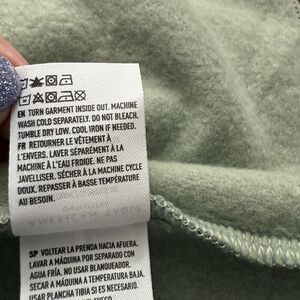 EN TURN GARMENT INSIDE OUT. MACHINE
WASH COLD SEPARATELY. DO NOT BLEACH.
TUMBLE DRY LOW. COOL IRON IF NEEDED.
FR RETOURNER LE VÊTEMENT À
L'ENVERS. LAVER SÉPARÉMENT À LA
MACHINE À L'EAU FROIDE. NE PAS
JAVELLISER. SÉCHER À LA MACHINE CYCLE
DOUX. REPASSER À BASSE TEMPÉRATURE
AU BESOIN.
SP VOLTEAR LA PRENDA HACIA AFUERA.
LAVAR A MÁQUINA POR SEPARADO CON
AGUA FRÍA. NO USAR BLANQUEADOR.
SECAR A MÁQUINA A TEMPERATURA BAJA.
USAR PLANCHA TIBIA SI ES NECESARIO.